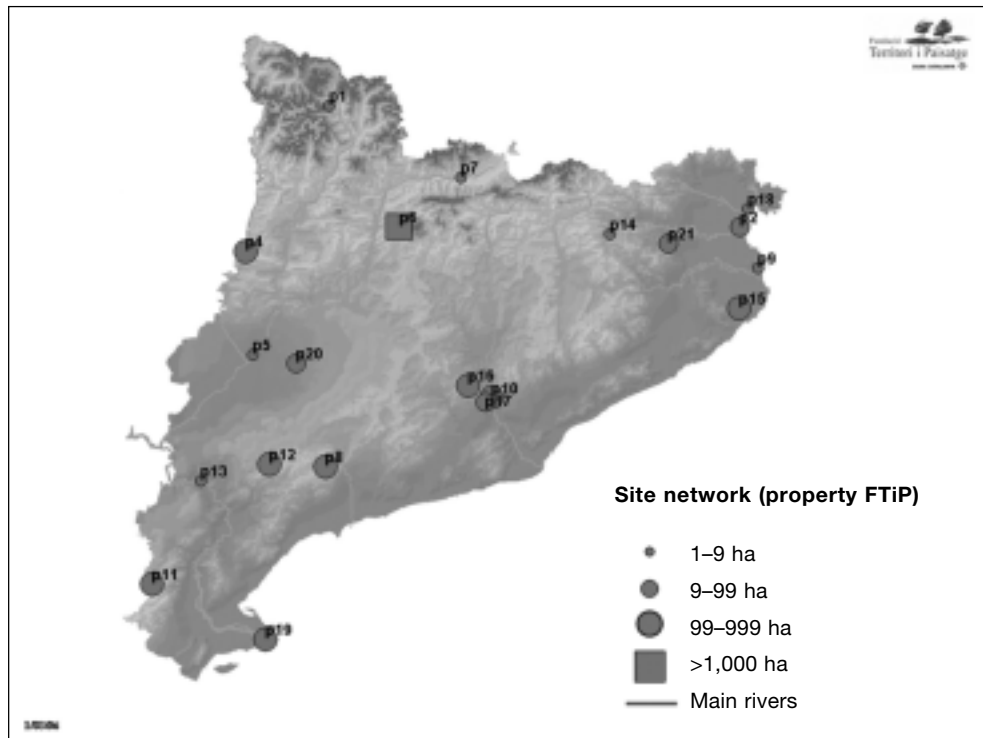 Fundació
Territori i Paisatge
p1
p7
p18
p2
p14
p21
p4
p9
p15
p5
p20
p16
p10
p17
p12
p13
p11
p19
Site network (property FTiP)
1–9 ha
9–99 ha
99–999 ha
>1,000 ha
Main rivers